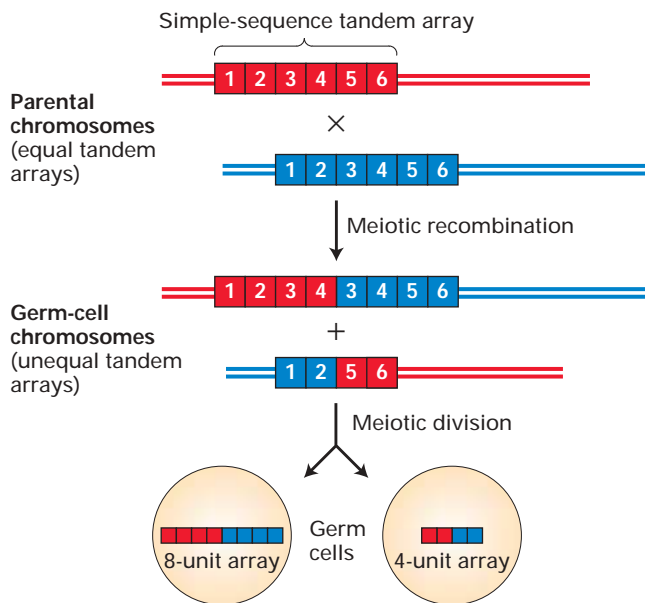 Simple-sequence tandem array
1 2 3 4 5 6
Parental
chromosomes
(equal tandem
arrays)
×
1 2 3 4 5 6
Meiotic recombination
1 2 3 4 3 4 5 6
Germ-cell
chromosomes
(unequal tandem
arrays)
+
1 2 5 6
Meiotic division
8-unit array
Germ
cells
4-unit array